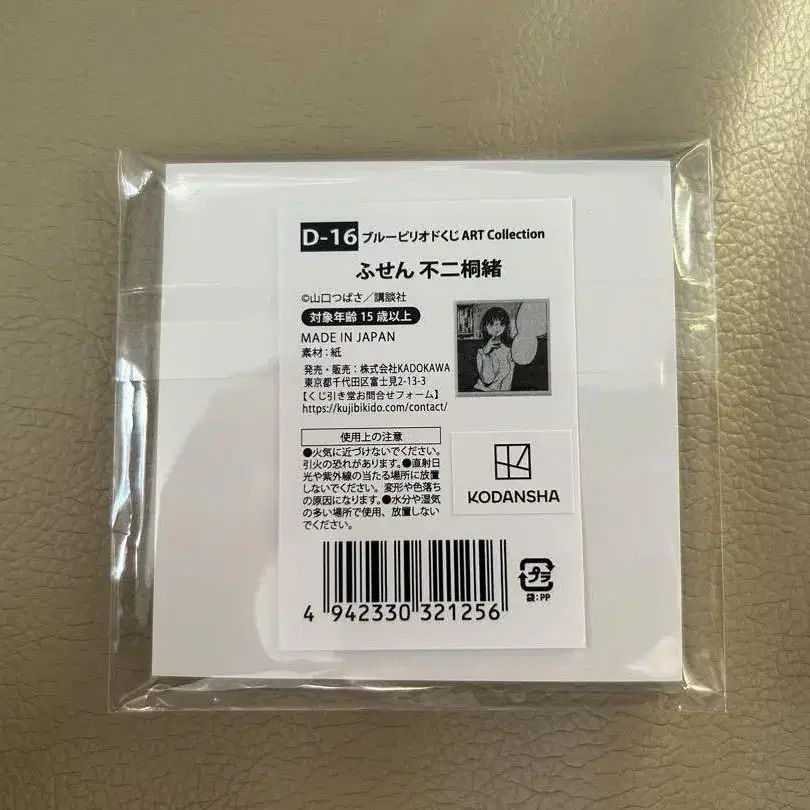 D-16 ブルーピリオドくじ ART Collection
ふせん 不二桐緒
©山口つばさ／講談社
対象年齢 15 歳以上
MADE IN JAPAN
素材：紙
発売・販売：株式会社KADOKAWA
東京都千代田区富士見2-13-3
【くじ引き堂お問合せフォーム】
https://kujibikido.com/contact/
使用上の注意
●火気に近づけないでください。
引火の恐れがあります。●直射日
光や紫外線の当たる場所に放置
しないでください。変形や色落ち
の原因になります。●水分や湿気
の多い場所で使用、放置しない
でください。
KODANSHA
4 942330 321256
プラ
袋：PP